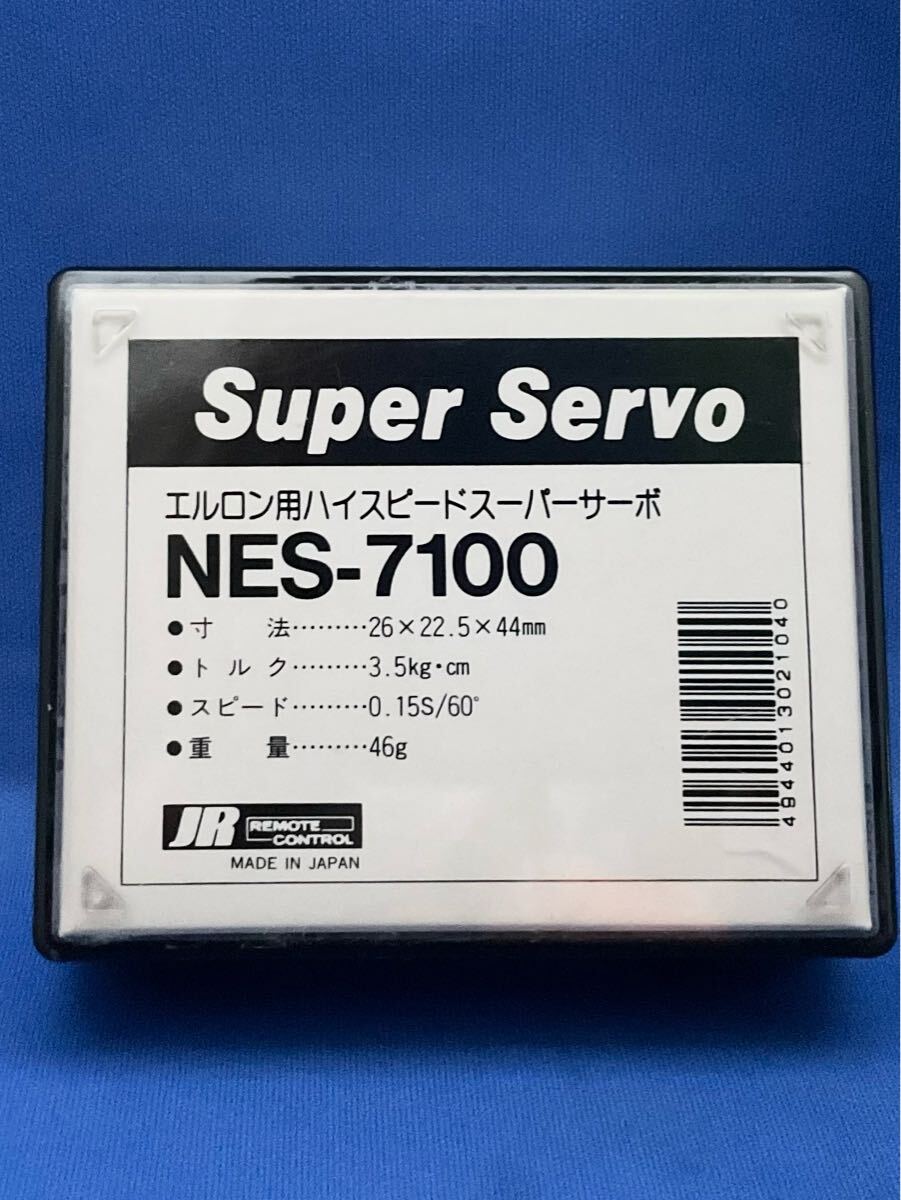 Super Servo
エルロン用ハイスピードスーパーサーボ
NES-7100
●寸　法………26×22.5×44mm
●トルク………3.5kg・cm
●スピード………0.15S/60°
●重　量………46g
JR REMOTE CONTROL
MADE IN JAPAN
4944013021040